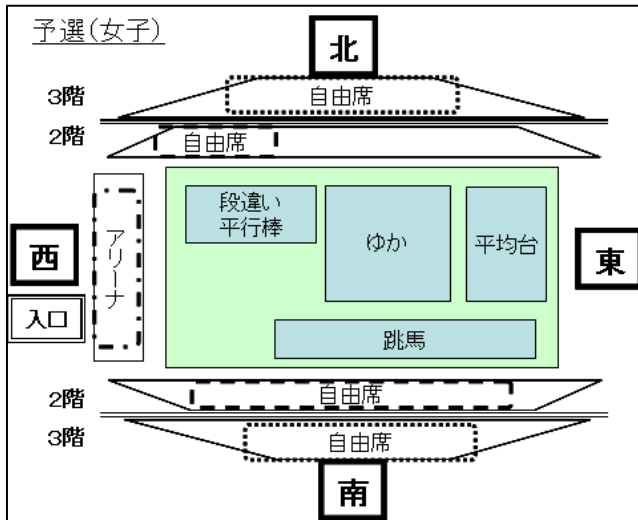 予選(女子)
北
3階
自由席
2階
自由席
段違い
平行棒
ゆか
平均台
西
アリーナ
東
入口
跳馬
2階
自由席
3階
自由席
南